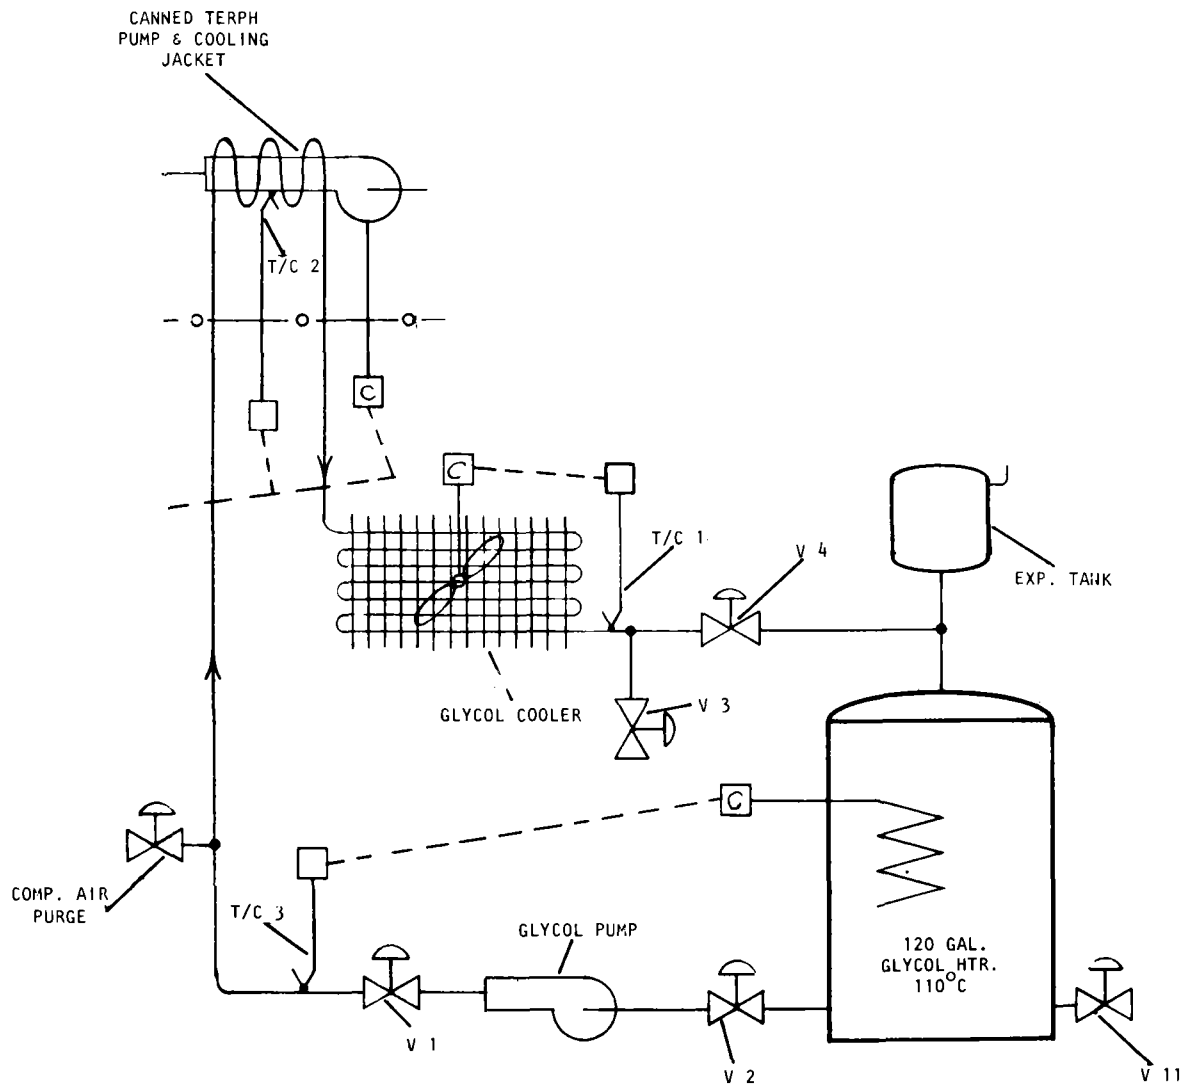 CANNED TERPH
PUMP & COOLING
JACKET
T/C 2
C
C
T/C 1
V 4
EXP. TANK
GLYCOL COOLER
V 3
C
COMP. AIR
PURGE
T/C 3
GLYCOL PUMP
120 GAL.
GLYCOL HTR.
110°C
V 1
V 2
V 11